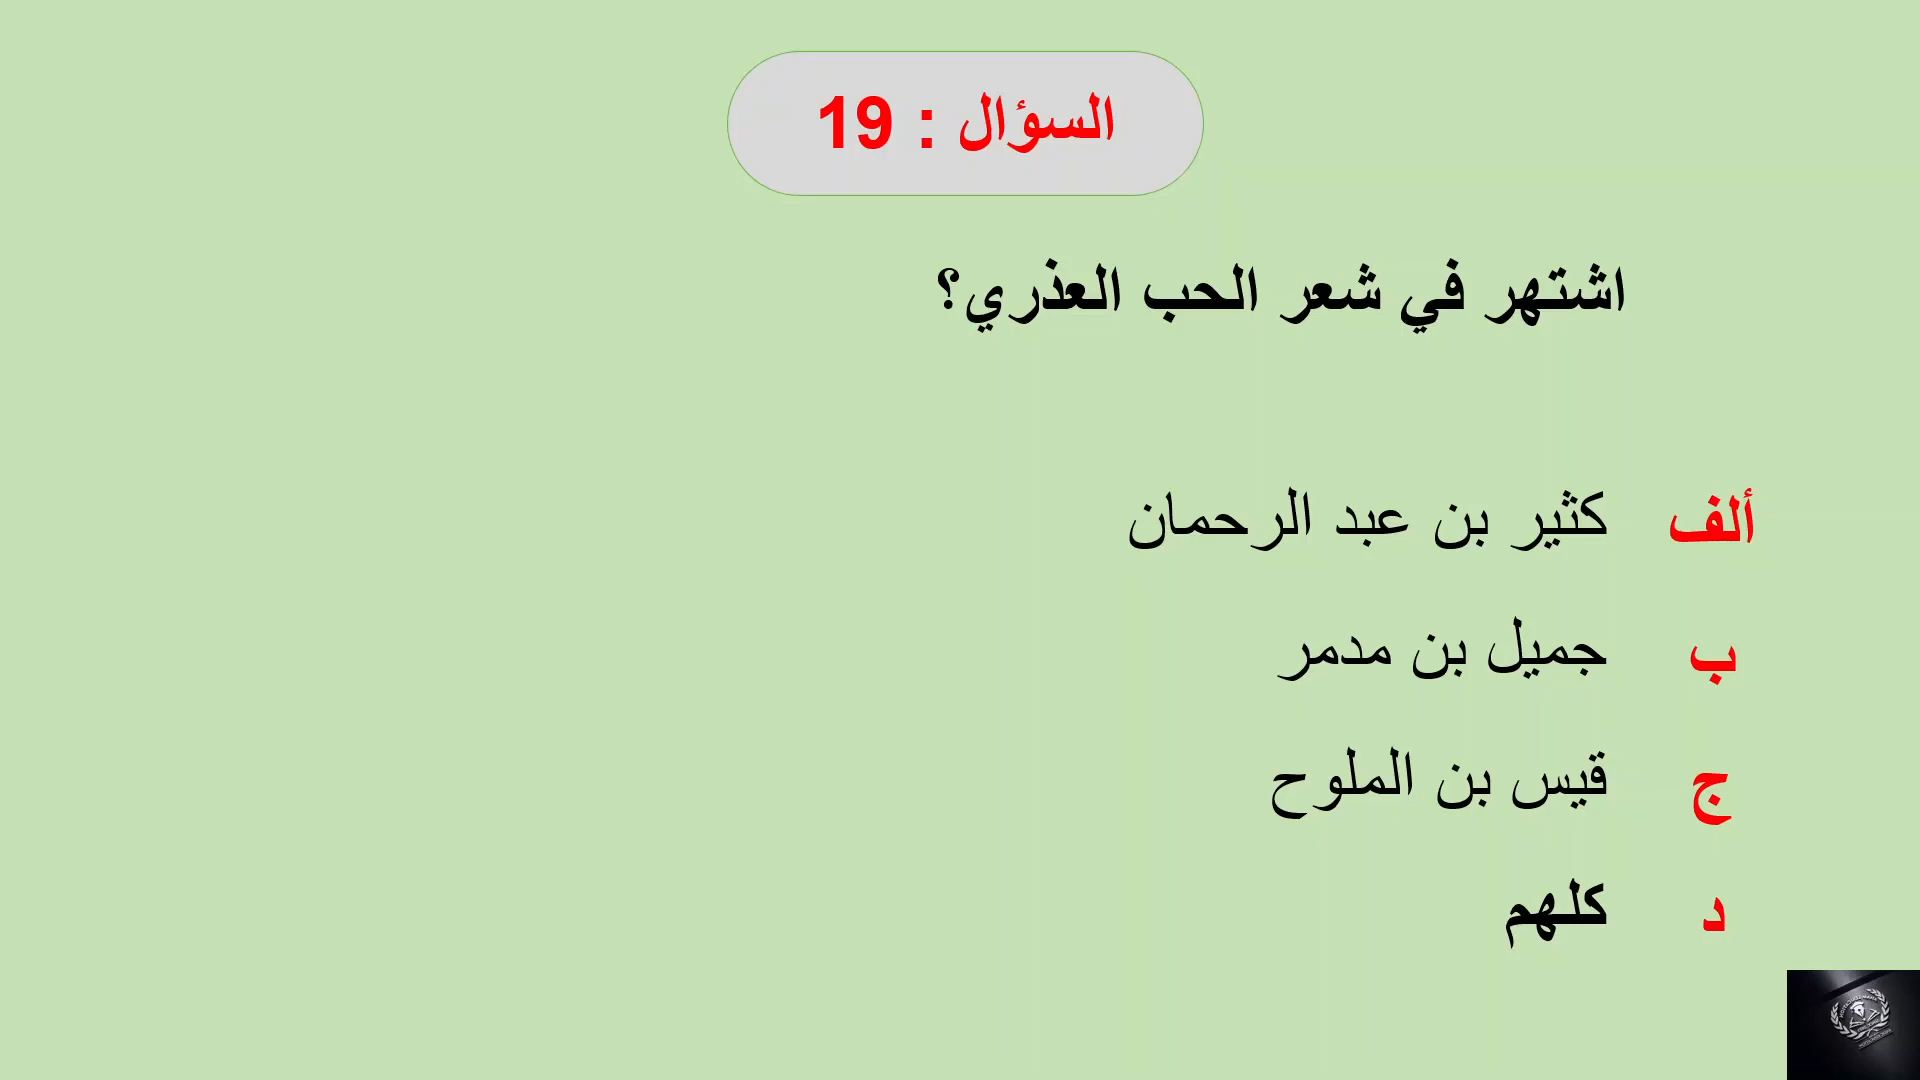 السؤال : 19
اشتهر في شعر الحب العذري؟
ألف كثير بن عبد الرحمان
ب جميل بن مدمر
ج قيس بن الملوح
د كلهم